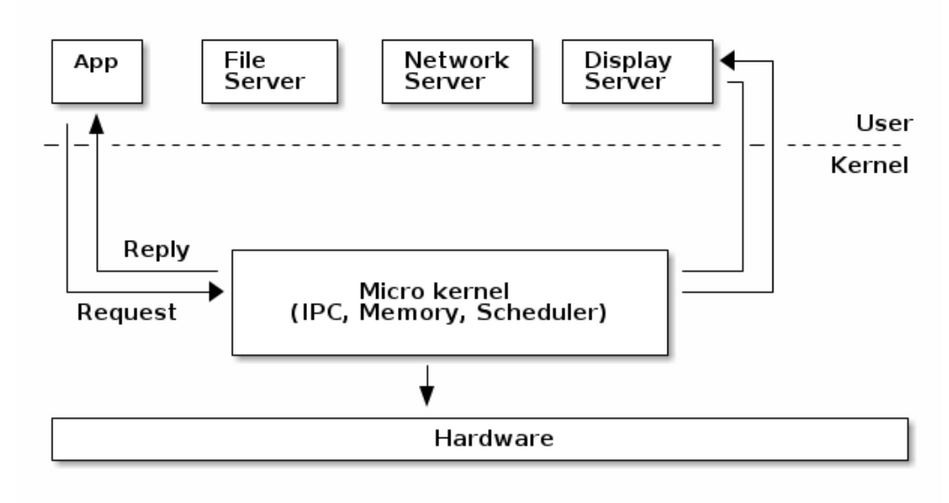 App
File
Server
Network
Server
Display
Server
User
Kernel
Reply
Request
Micro kernel
(IPC, Memory, Scheduler)
Hardware